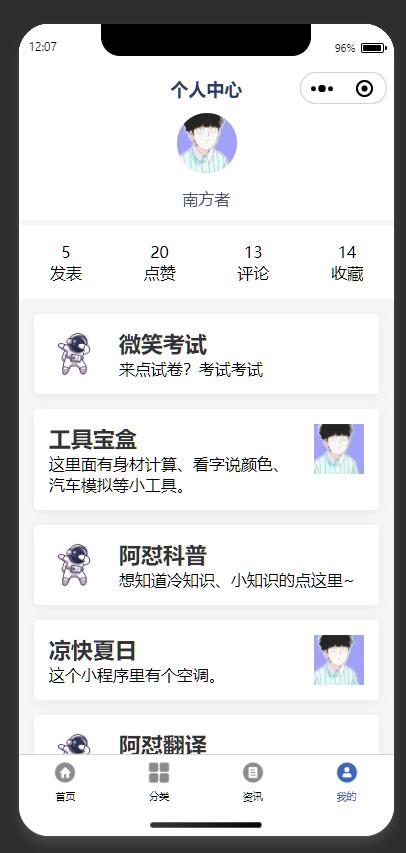 12:07
96%
个人中心
南方者
5 20 13 14
发表 点赞 评论 收藏
微笑考试
来点试卷？考试考试
工具宝盒
这里面有身材计算、看字说颜色、
汽车模拟等小工具。
阿怼科普
想知道冷知识、小知识的点这里~
凉快夏日
这个小程序里有个空调。
阿怼翻译
首页 分类 资讯 我的